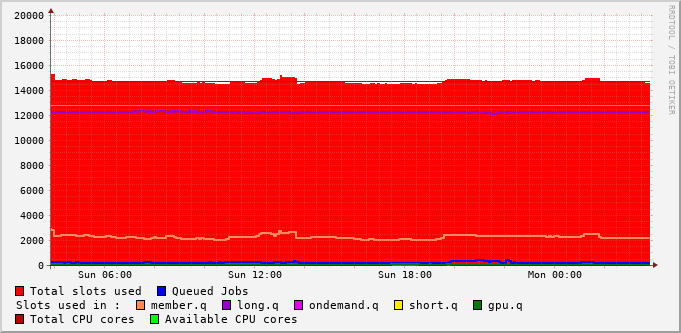 20000
18000
16000
14000
12000
10000
8000
6000
4000
2000
0
Sun 06:00 Sun 12:00 Sun 18:00 Mon 00:00
RRDTOOL / TOBI OETIKER
Total slots used Queued Jobs
Slots used in : member.q long.q ondemand.q short.q gpu.q
Total CPU cores Available CPU cores